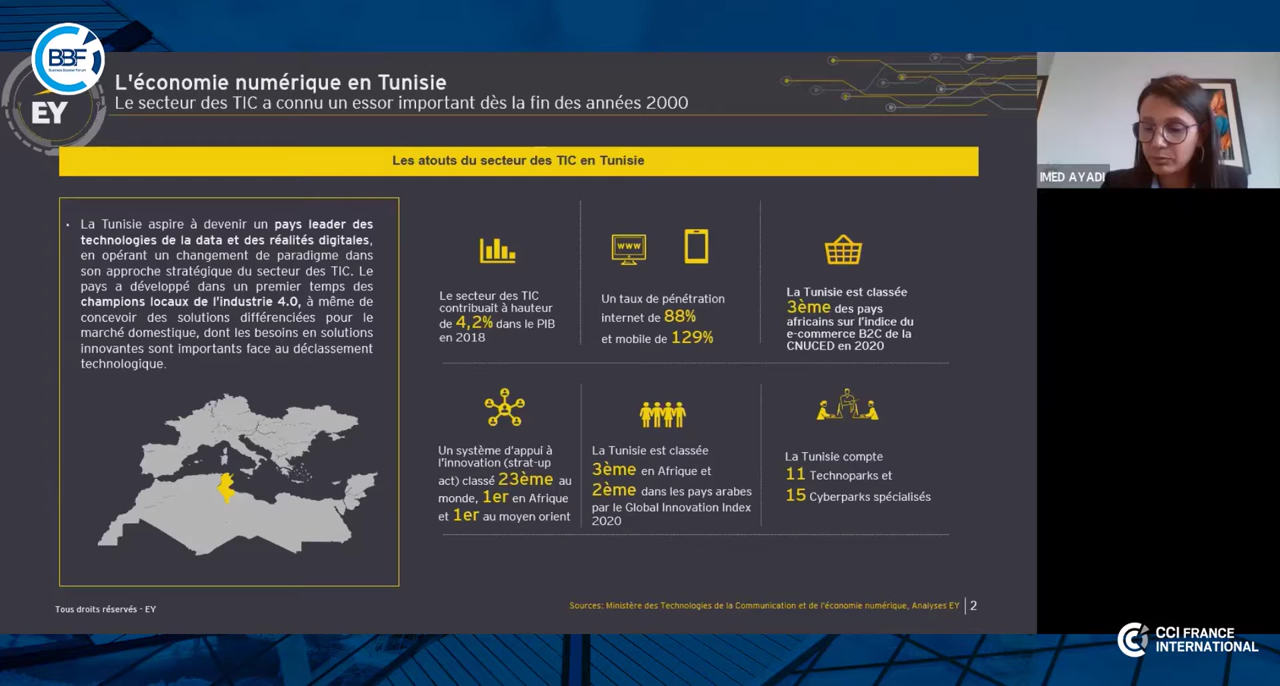 BBF
Business Booster Forum
EY
L'économie numérique en Tunisie
Le secteur des TIC a connu un essor important dès la fin des années 2000
IMED AYADI
Les atouts du secteur des TIC en Tunisie
• La Tunisie aspire à devenir un pays leader des
technologies de la data et des réalités digitales,
en opérant un changement de paradigme dans
son approche stratégique du secteur des TIC. Le
pays a développé dans un premier temps des
champions locaux de l'industrie 4.0, à même de
concevoir des solutions différenciées pour le
marché domestique, dont les besoins en solutions
innovantes sont importants face au déclassement
technologique.
Le secteur des TIC
contribuait à hauteur
de 4,2% dans le PIB
en 2018
WWW
Un taux de pénétration
internet de 88%
et mobile de 129%
La Tunisie est classée
3ème des pays
africains sur l'indice du
e-commerce B2C de la
CNUCED en 2020
Un système d'appui à
l'innovation (strat-up
act) classé 23ème au
monde, 1er en Afrique
et 1er au moyen orient
La Tunisie est classée
3ème en Afrique et
2ème dans les pays arabes
par le Global Innovation Index
2020
La Tunisie compte
11 Technoparks et
15 Cyberparks spécialisés
Tous droits réservés - EY
Sources: Ministère des Technologies de la Communication et de l'économie numérique, Analyses EY
2
CCI FRANCE
INTERNATIONAL